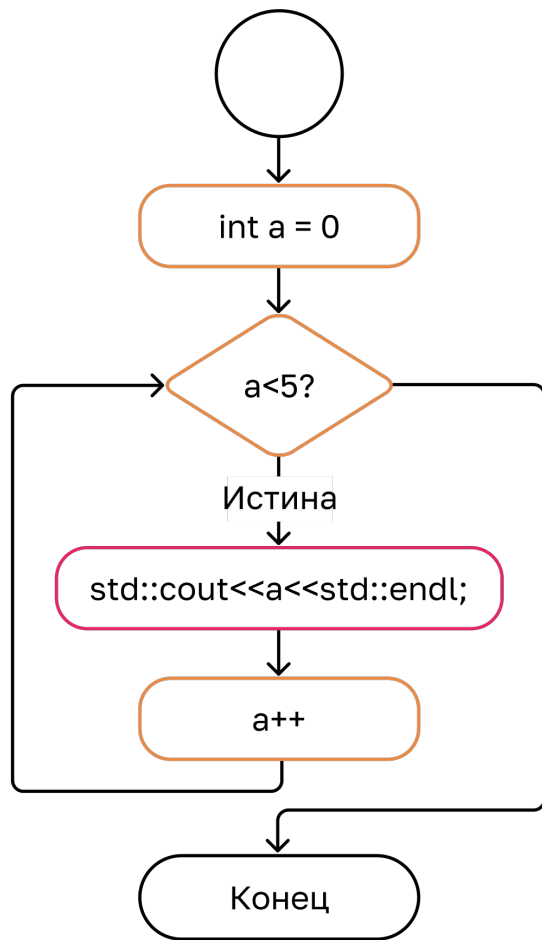 int a = 0
a<5?
Истина
std::cout<<a<<std::endl;
a++
Конец